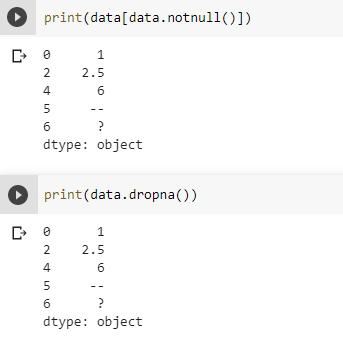 print(data[data.notnull()])
0 1
2 2.5
4 6
5 --
6 ?
dtype: object
print(data.dropna())
0 1
2 2.5
4 6
5 --
6 ?
dtype: object